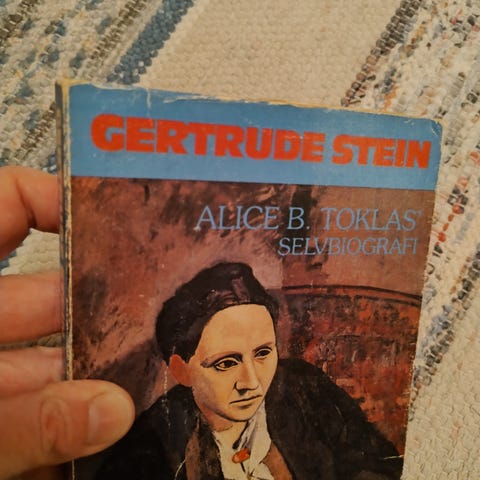 GERTRUDE STEIN
ALICE B. TOKLAS'
SELVBIOGRAFI